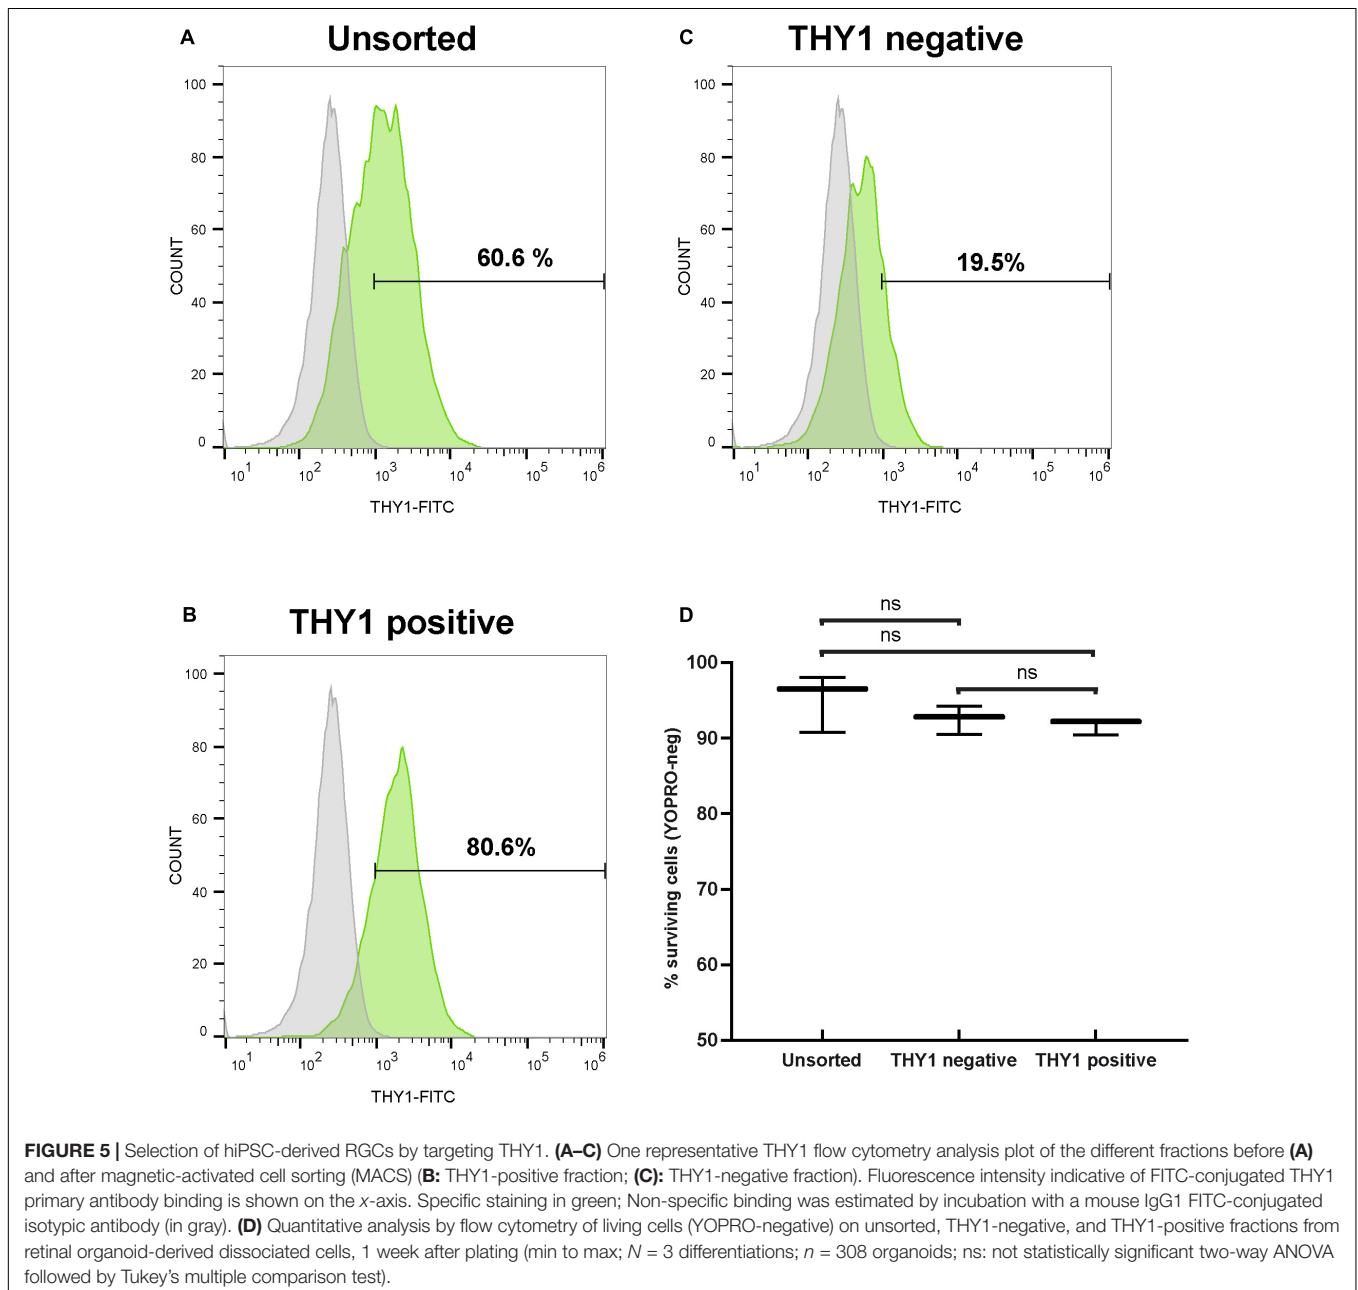 A
Unsorted
100
80
60
40
20
0
COUNT
60.6 %
10^1 10^2 10^3 10^4 10^5 10^6
THY1-FITC
C
THY1 negative
100
80
60
40
20
0
COUNT
19.5%
10^1 10^2 10^3 10^4 10^5 10^6
THY1-FITC
B
THY1 positive
100
80
60
40
20
0
COUNT
80.6%
10^1 10^2 10^3 10^4 10^5 10^6
THY1-FITC
D
ns
ns
ns
100
90
80
70
60
50
% surviving cells (YOPRO-neg)
Unsorted THY1 negative THY1 positive
FIGURE 5 | Selection of hiPSC-derived RGCs by targeting THY1. (A–C) One representative THY1 flow cytometry analysis plot of the different fractions before (A)
and after magnetic-activated cell sorting (MACS) (B: THY1-positive fraction; (C): THY1-negative fraction). Fluorescence intensity indicative of FITC-conjugated THY1
primary antibody binding is shown on the x-axis. Specific staining in green; Non-specific binding was estimated by incubation with a mouse IgG1 FITC-conjugated
isotypic antibody (in gray). (D) Quantitative analysis by flow cytometry of living cells (YOPRO-negative) on unsorted, THY1-negative, and THY1-positive fractions from
retinal organoid-derived dissociated cells, 1 week after plating (min to max; N = 3 differentiations; n = 308 organoids; ns: not statistically significant two-way ANOVA
followed by Tukey's multiple comparison test).